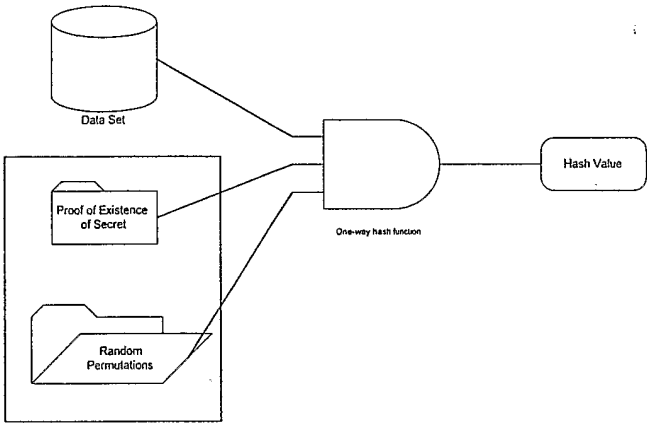 Data Set
Proof of Existence
of Secret
Random
Permutations
One-way hash function
Hash Value